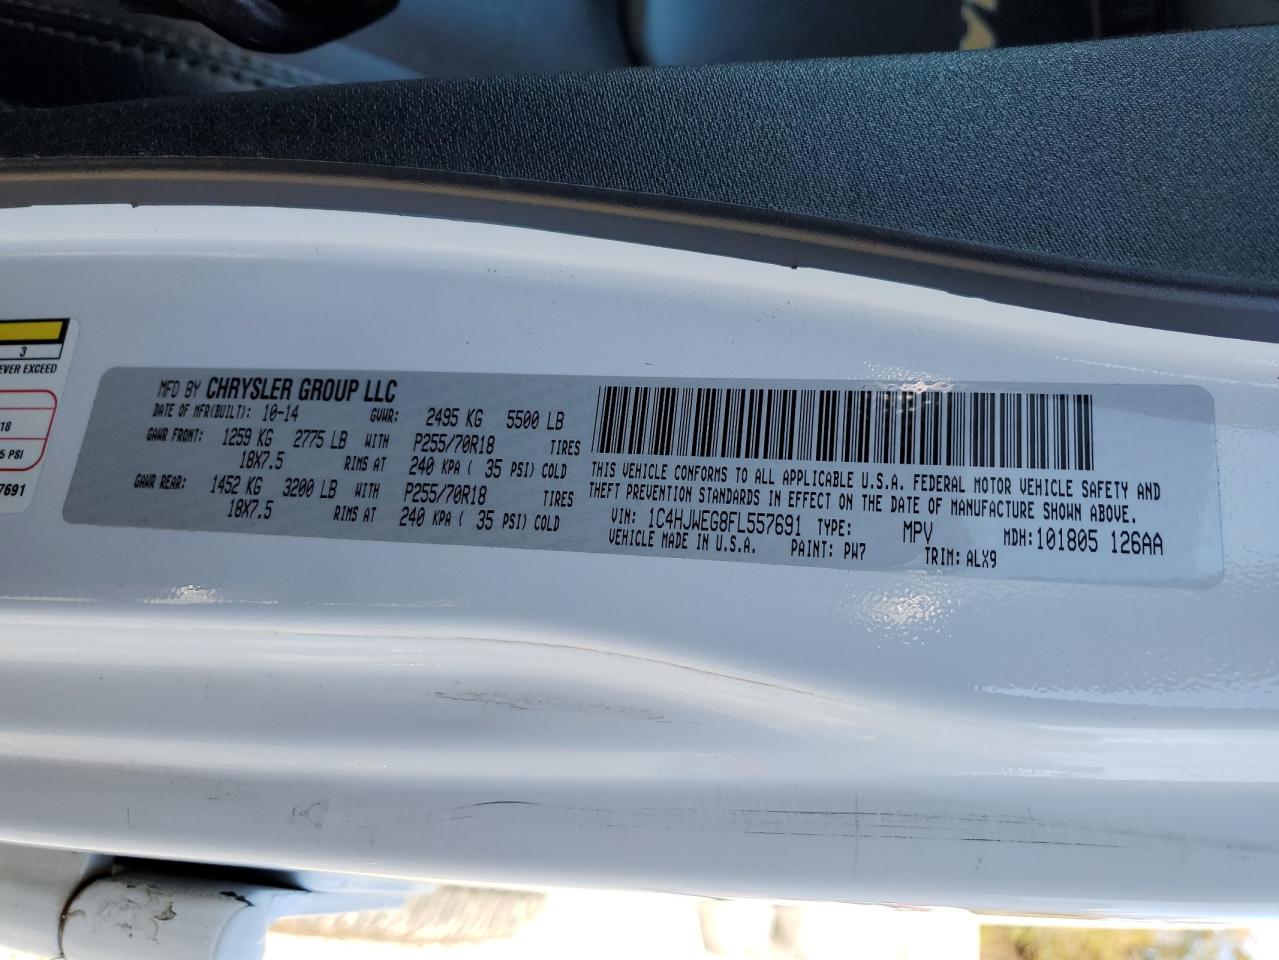 NA
3
EVER EXCEED
18
5 PSI
7691
MFD BY CHRYSLER GROUP LLC
DATE OF MFR(BUILT): 10-14 GVWR: 2495 KG 5500 LB
GAWR FRONT: 1259 KG 2775 LB WITH P255/70R18 TIRES
18X7.5 RIMS AT 240 KPA ( 35 PSI) COLD
GAWR REAR: 1452 KG 3200 LB WITH P255/70R18 TIRES
18X7.5 RIMS AT 240 KPA ( 35 PSI) COLD
THIS VEHICLE CONFORMS TO ALL APPLICABLE U.S.A. FEDERAL MOTOR VEHICLE SAFETY AND
THEFT PREVENTION STANDARDS IN EFFECT ON THE DATE OF MANUFACTURE SHOWN ABOVE.
VIN: 1C4HJWEG8FL557691 TYPE: MPV MDH:101805 126AA
VEHICLE MADE IN U.S.A. PAINT: PW7 TRIM: ALX9